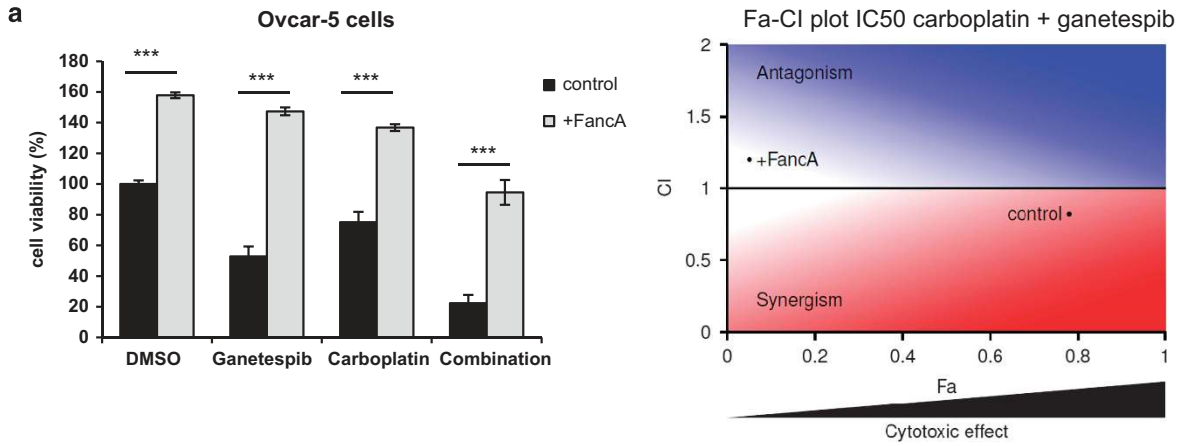 a
Ovcar-5 cells
cell viability (%)
180
160
140
120
100
80
60
40
20
0
***
***
***
***
control
+FancA
DMSO
Ganetespib
Carboplatin
Combination
Fa-CI plot IC50 carboplatin + ganetespib
CI
2
1.5
1
0.5
0
Antagonism
+FancA
control
Synergism
0
0.2
0.4
0.6
0.8
1
Fa
Cytotoxic effect